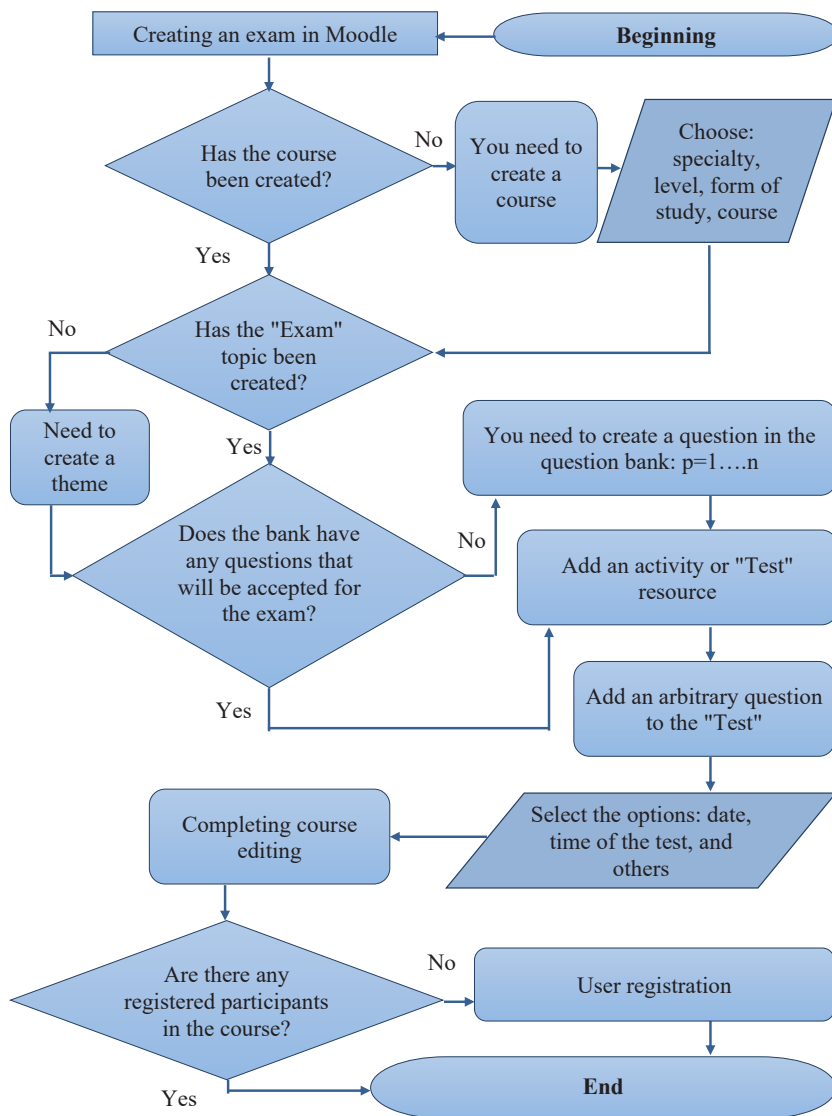 Creating an exam in Moodle
Beginning
Has the course
been created?
No
You need to
create a
course
Choose:
specialty,
level, form of
study, course
Yes
Has the "Exam"
topic been
created?
No
Need to
create a
theme
Yes
You need to create a question in the
question bank: p=1….n
Does the bank have
any questions that
will be accepted for
the exam?
No
Add an activity or "Test"
resource
Yes
Add an arbitrary question
to the "Test"
Select the options: date,
time of the test, and
others
Completing course
editing
Are there any
registered participants
in the course?
No
User registration
Yes
End